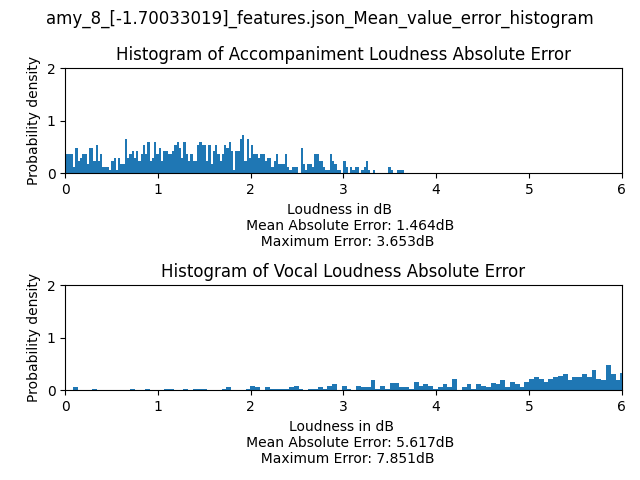 amy_8_[-1.70033019]_features.json_Mean_value_error_histogram
Histogram of Accompaniment Loudness Absolute Error
Probability density
2
1
0
0 1 2 3 4 5 6
Loudness in dB
Mean Absolute Error: 1.464dB
Maximum Error: 3.653dB
Histogram of Vocal Loudness Absolute Error
Probability density
2
1
0
0 1 2 3 4 5 6
Loudness in dB
Mean Absolute Error: 5.617dB
Maximum Error: 7.851dB